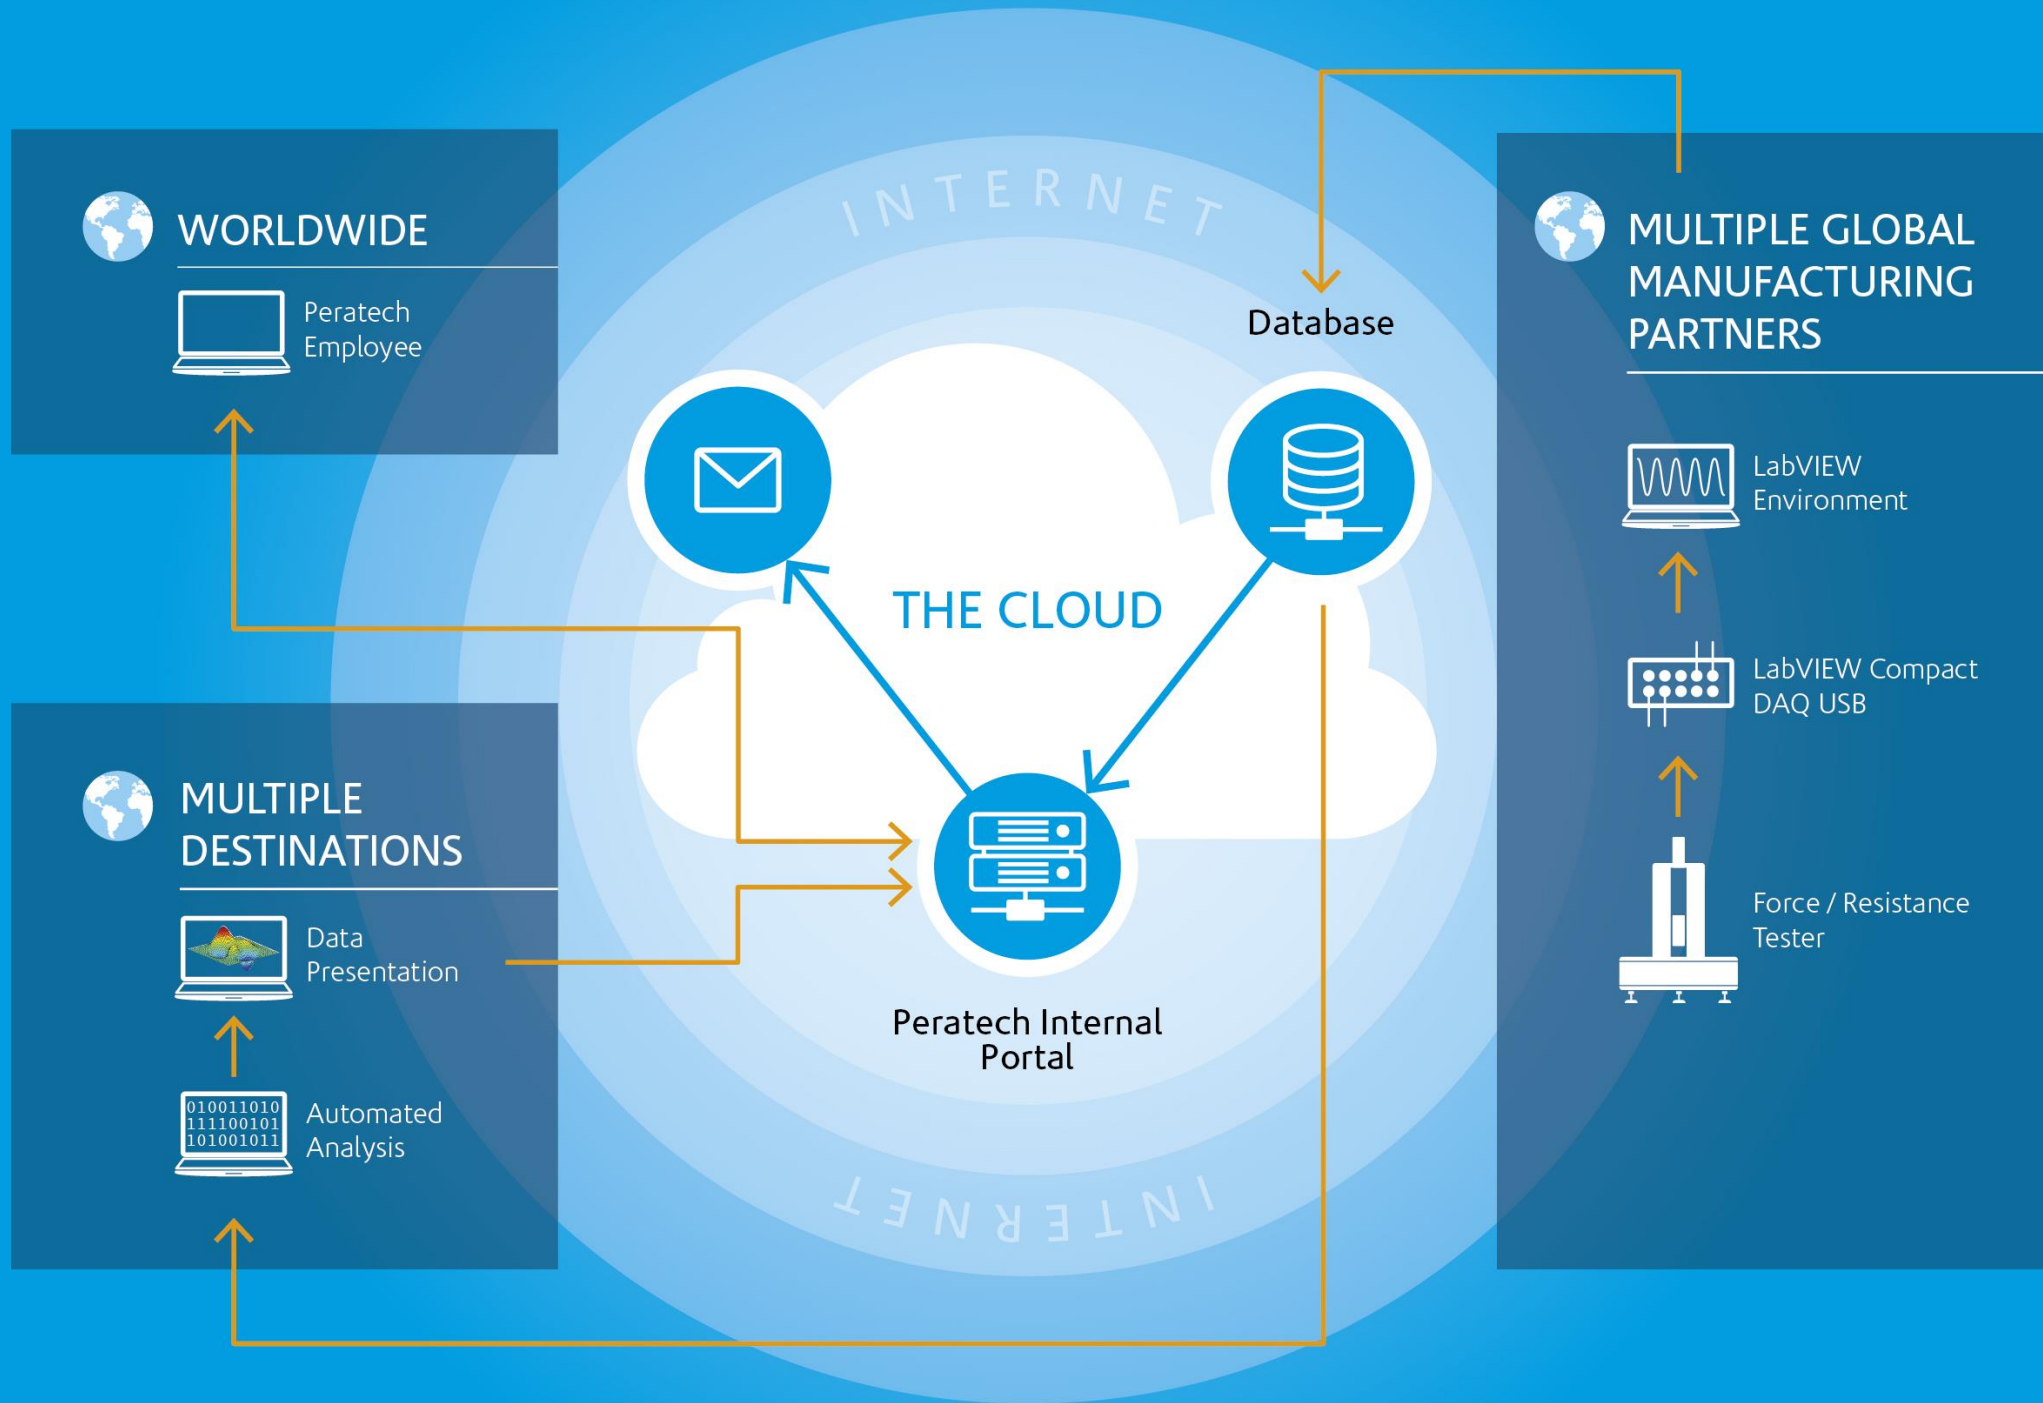 INTERNET
WORLDWIDE
Peratech
Employee
MULTIPLE
DESTINATIONS
Data
Presentation
010011010
111100101
101001011
Automated
Analysis
Database
THE CLOUD
Peratech Internal
Portal
INTERNET
MULTIPLE GLOBAL
MANUFACTURING
PARTNERS
LabVIEW
Environment
LabVIEW Compact
DAQ USB
Force / Resistance
Tester